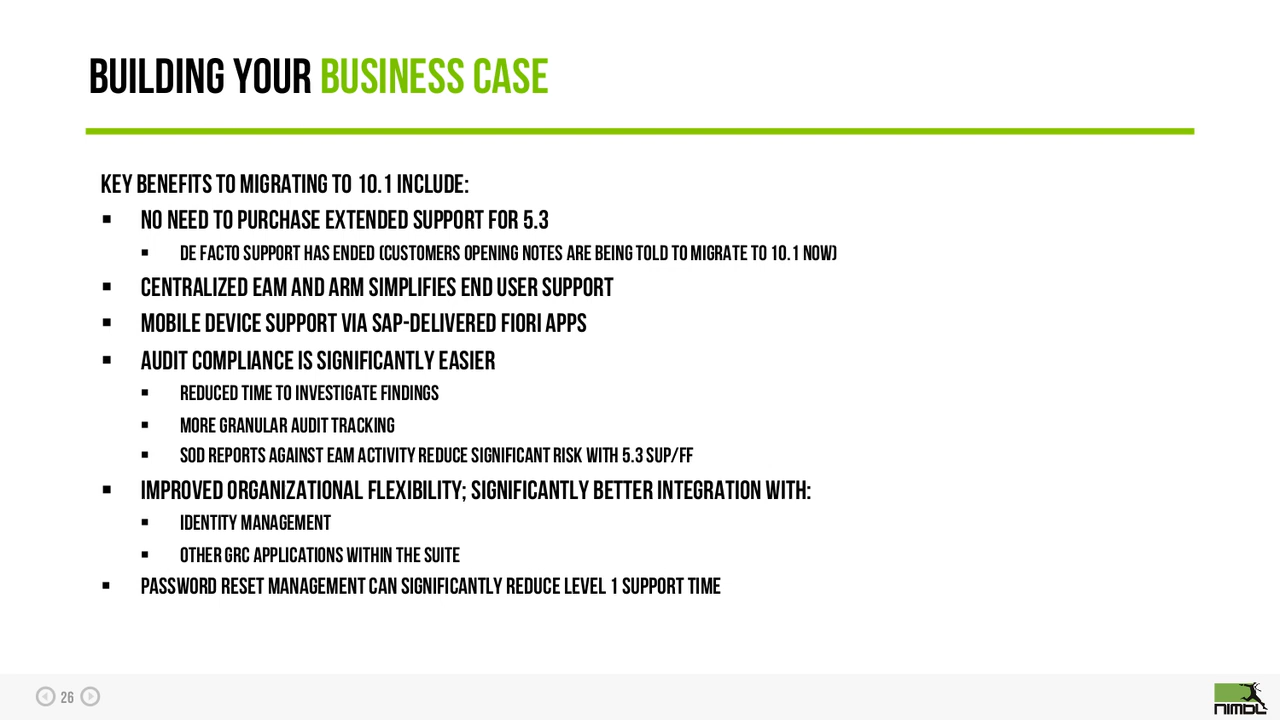 BUILDING YOUR BUSINESS CASE
KEY BENEFITS TO MIGRATING TO 10.1 INCLUDE:
▪ NO NEED TO PURCHASE EXTENDED SUPPORT FOR 5.3
▪ DE FACTO SUPPORT HAS ENDED (CUSTOMERS OPENING NOTES ARE BEING TOLD TO MIGRATE TO 10.1 NOW)
▪ CENTRALIZED EAM AND ARM SIMPLIFIES END USER SUPPORT
▪ MOBILE DEVICE SUPPORT VIA SAP-DELIVERED FIORI APPS
▪ AUDIT COMPLIANCE IS SIGNIFICANTLY EASIER
▪ REDUCED TIME TO INVESTIGATE FINDINGS
▪ MORE GRANULAR AUDIT TRACKING
▪ SOD REPORTS AGAINST EAM ACTIVITY REDUCE SIGNIFICANT RISK WITH 5.3 SUP/FF
▪ IMPROVED ORGANIZATIONAL FLEXIBILITY; SIGNIFICANTLY BETTER INTEGRATION WITH:
▪ IDENTITY MANAGEMENT
▪ OTHER GRC APPLICATIONS WITHIN THE SUITE
▪ PASSWORD RESET MANAGEMENT CAN SIGNIFICANTLY REDUCE LEVEL 1 SUPPORT TIME
26
nimbl